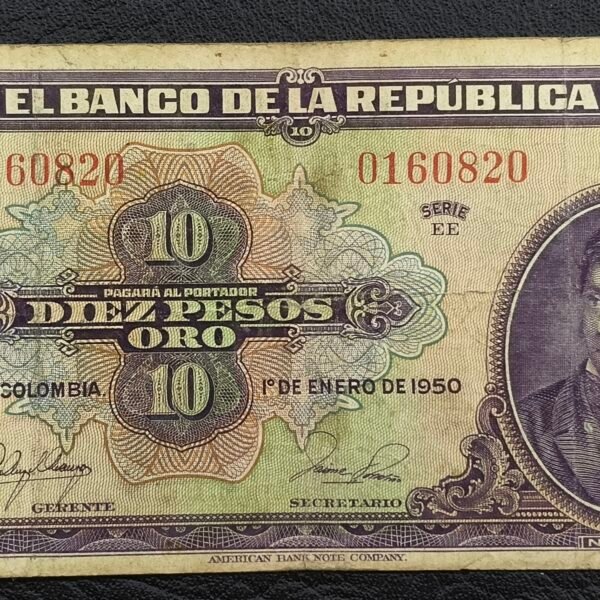 EL BANCO DE LA REPÚBLICA
10
60820 0160820
SERIE
EE
10
PAGARÁ AL PORTADOR
DIEZ PESOS
ORO
COLOMBIA. 1º DE ENERO DE 1950
10
GERENTE SECRETARIO
AMERICAN BANK NOTE COMPANY.